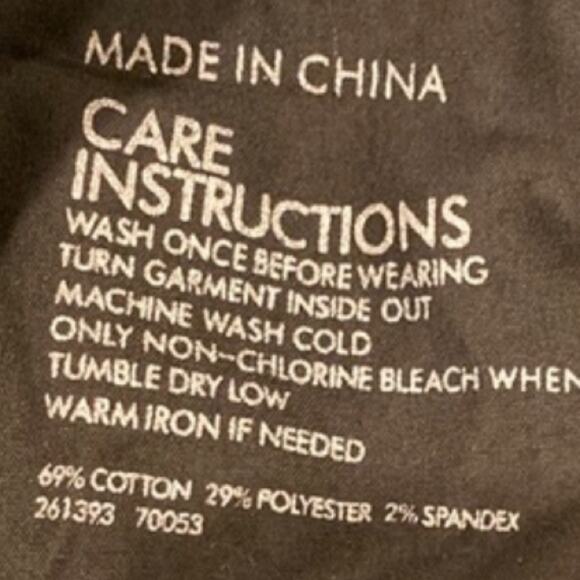 MADE IN CHINA
CARE
INSTRUCTIONS
WASH ONCE BEFORE WEARING
TURN GARMENT INSIDE OUT
MACHINE WASH COLD
ONLY NON-CHLORINE BLEACH WHEN
TUMBLE DRY LOW
WARM IRON IF NEEDED
69% COTTON 29% POLYESTER 2% SPANDEX
261393 70053